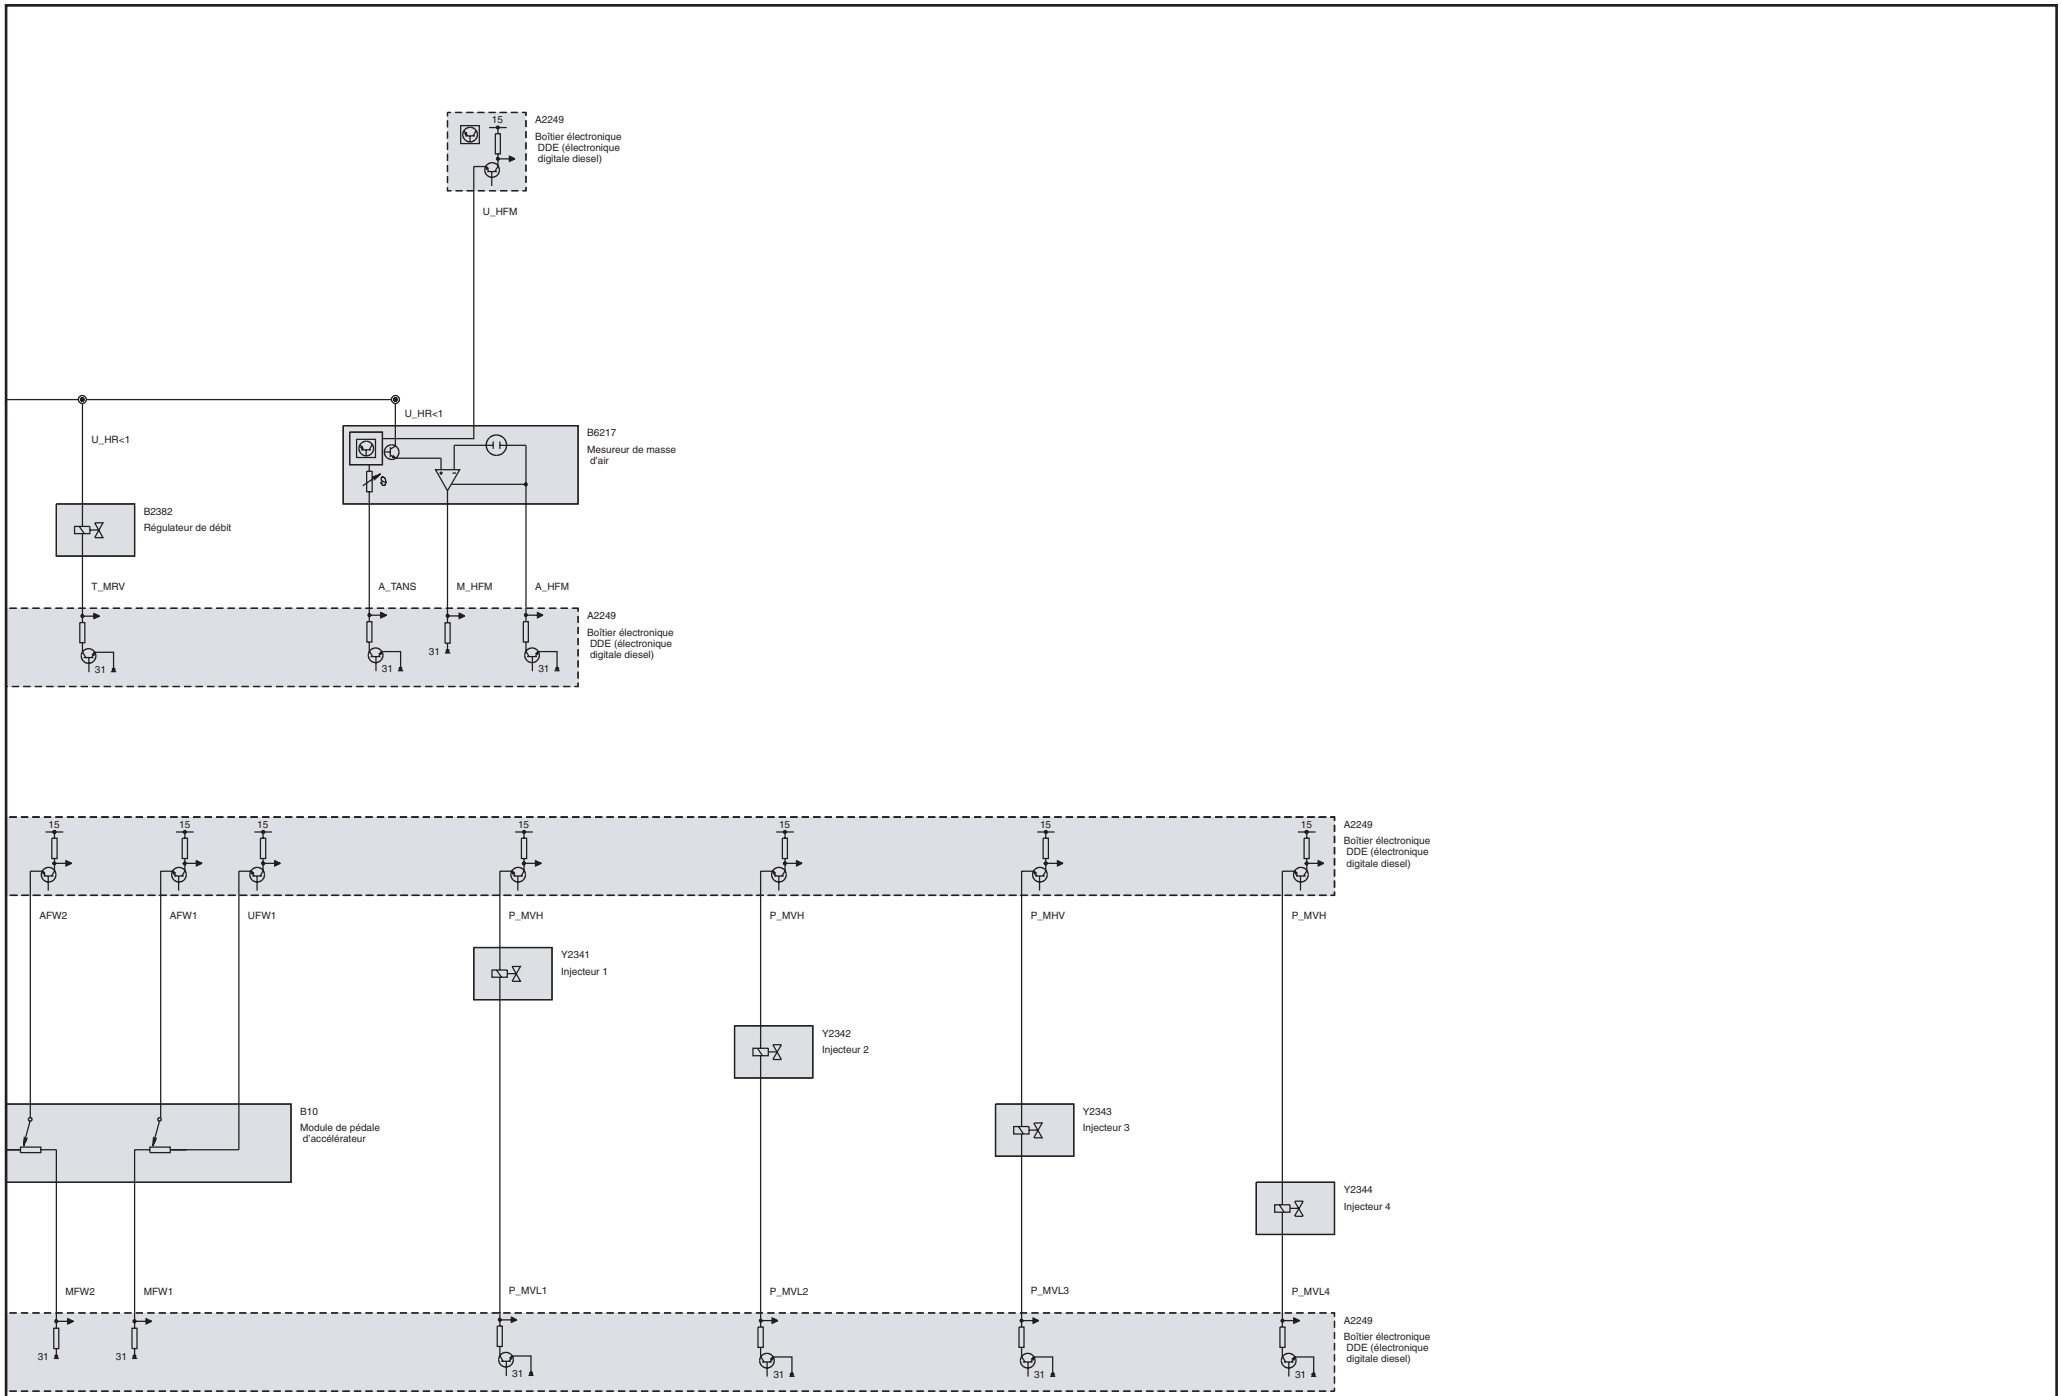 15
A2249
Boîtier électronique
DDE (électronique
digitale diesel)
U_HFM
U_HR<1
U_HR<1
B6217
Mesureur de masse
d'air
B2382
Régulateur de débit
T_MRV
A_TANS
M_HFM
A_HFM
A2249
Boîtier électronique
DDE (électronique
digitale diesel)
31
31
31
31
15
15
15
15
15
15
15
A2249
Boîtier électronique
DDE (électronique
digitale diesel)
AFW2
AFW1
UFW1
P_MVH
P_MVH
P_MHV
P_MVH
Y2341
Injecteur 1
Y2342
Injecteur 2
B10
Module de pédale
d'accélérateur
Y2343
Injecteur 3
Y2344
Injecteur 4
MFW2
MFW1
P_MVL1
P_MVL2
P_MVL3
P_MVL4
A2249
Boîtier électronique
DDE (électronique
digitale diesel)
31
31
31
31
31
31